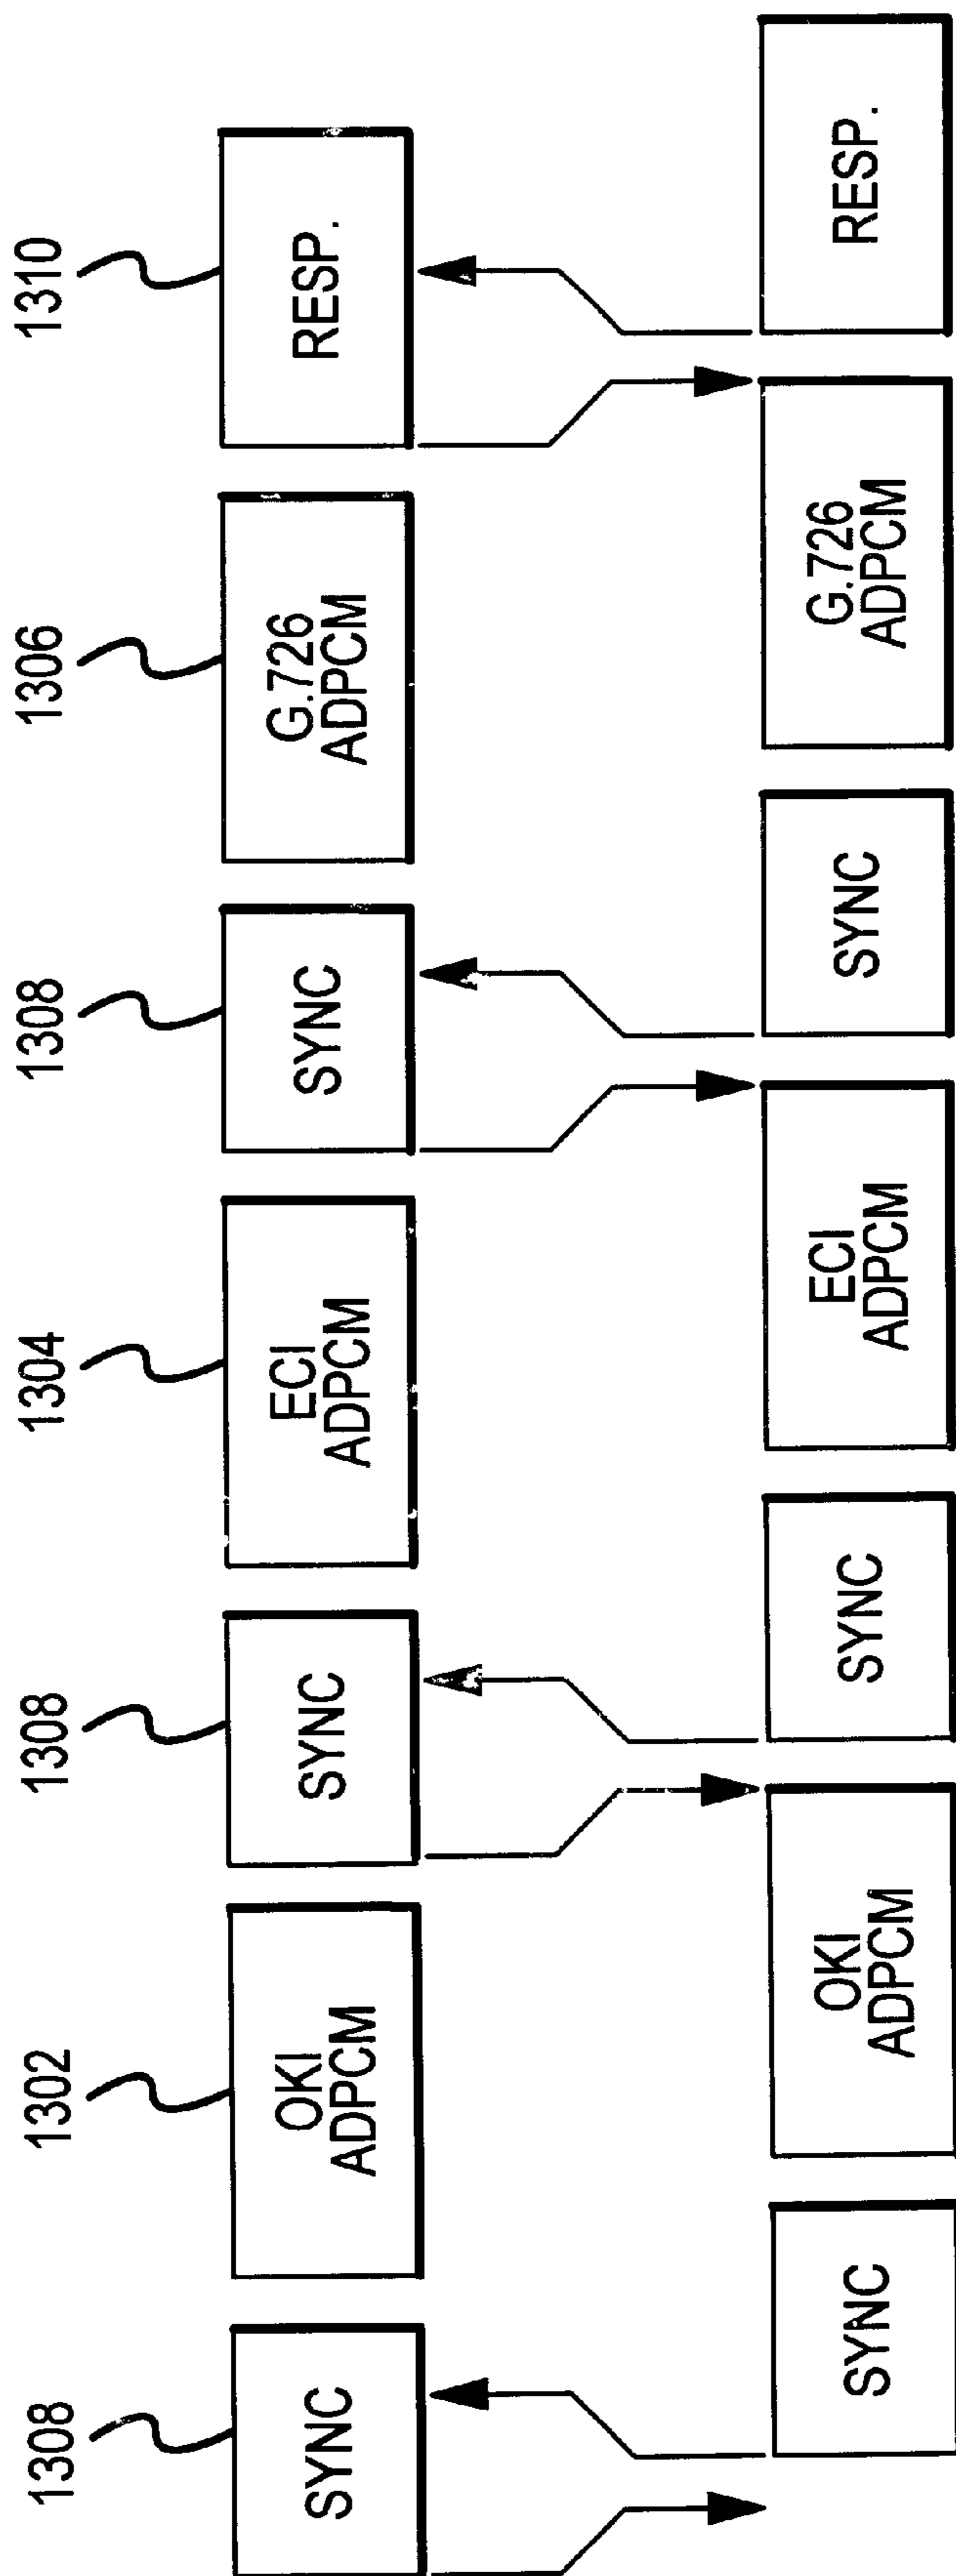 1308
1302
1308
1304
1308
1306
1310
SYNC
OKI
ADPCM
SYNC
ECI
ADPCM
SYNC
G.726
ADPCM
RESP.
SYNC
OKI
ADPCM
SYNC
ECI
ADPCM
SYNC
G.726
ADPCM
RESP.